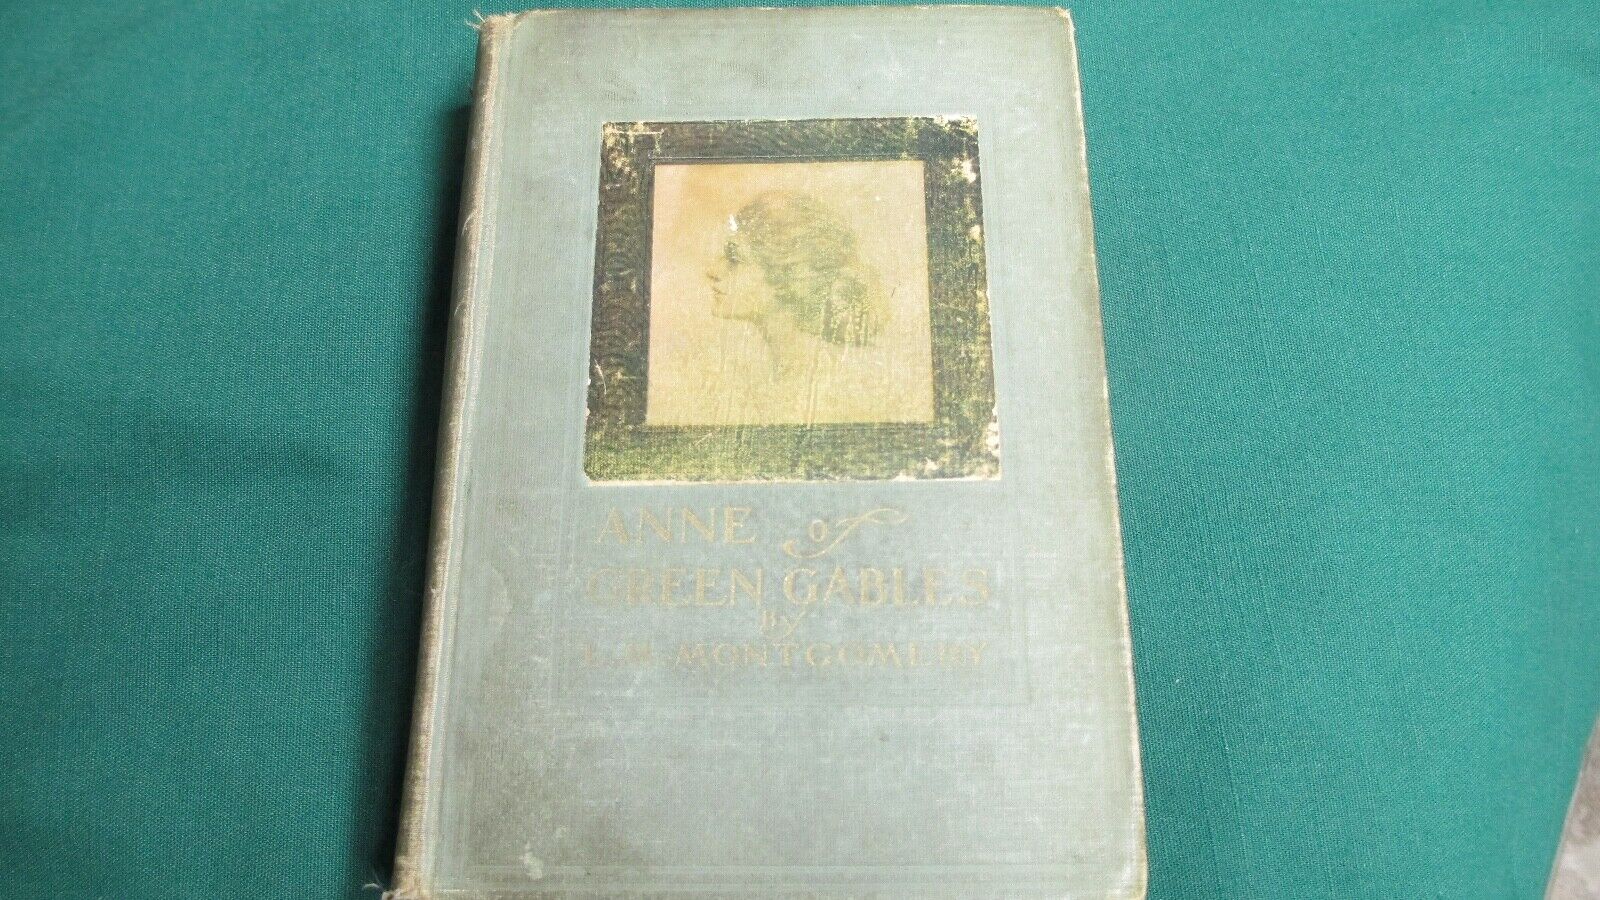 ANNE of
GREEN GABLES
By
L. M. MONTGOMERY